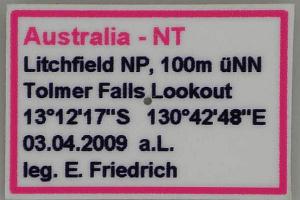 Australia - NT
Litchfield NP, 100m üNN
Tolmer Falls Lookout
13°12'17"S 130°42'48"E
03.04.2009 a.L.
leg. E. Friedrich